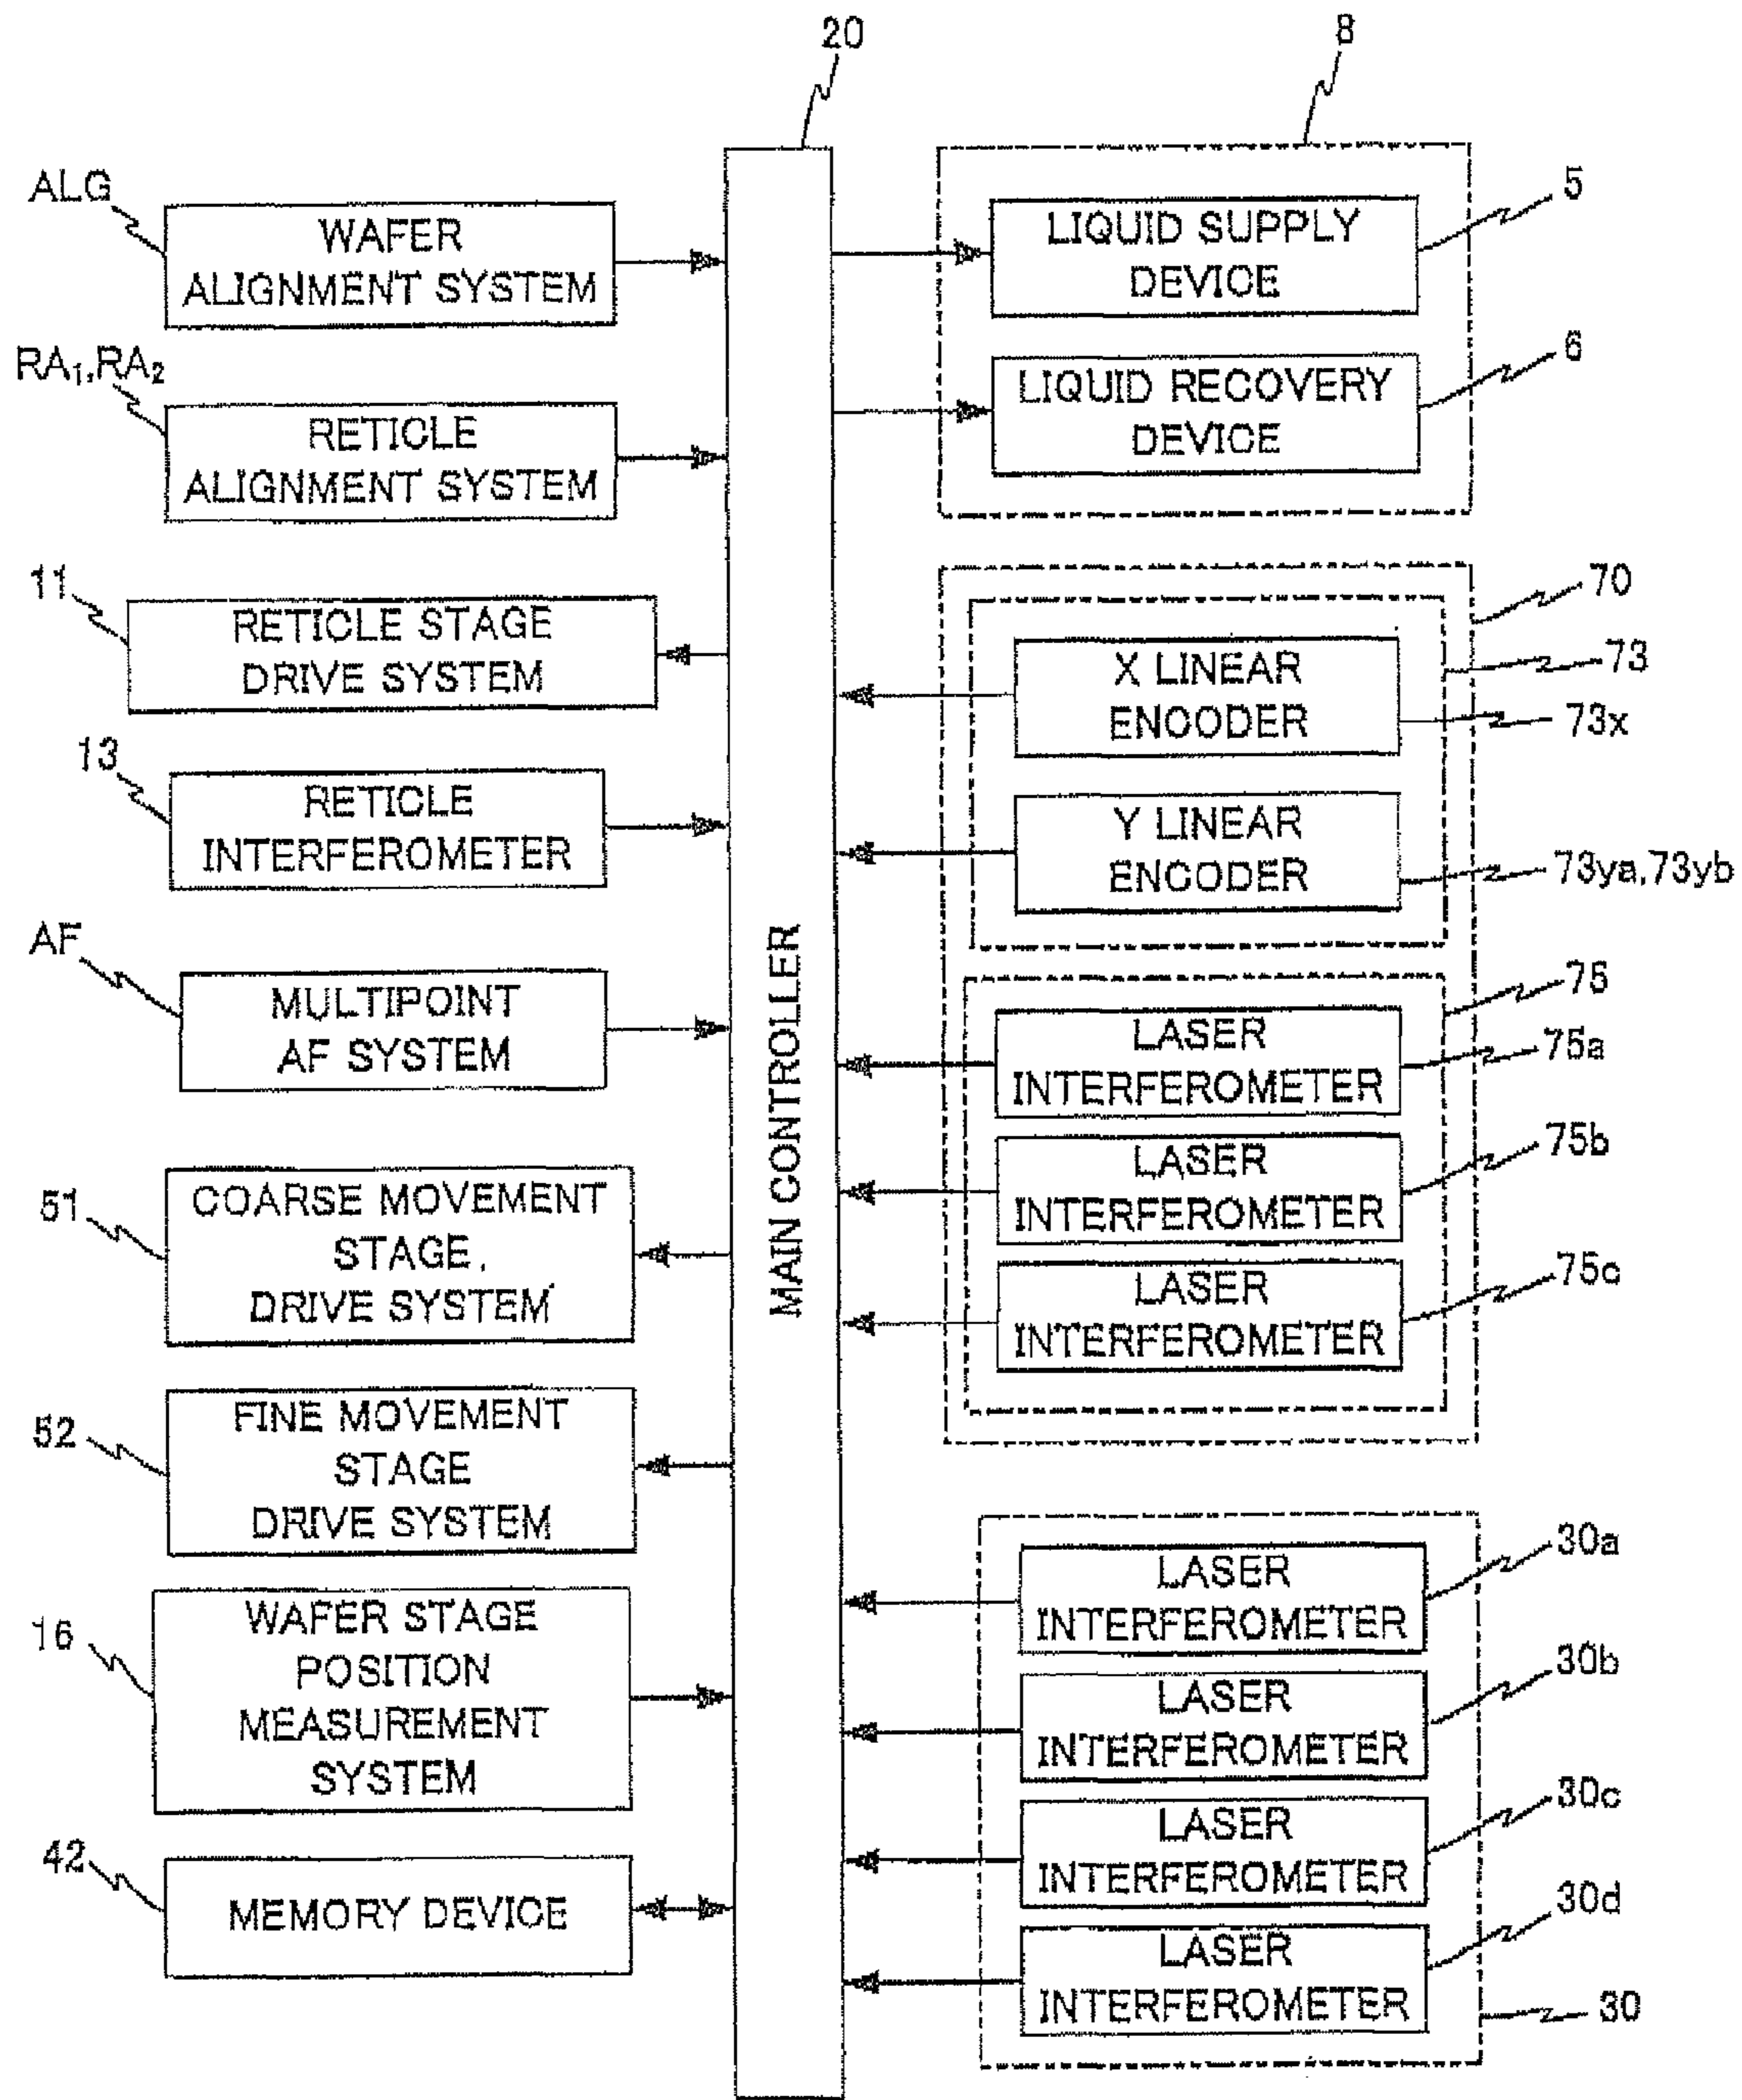 20
8
ALG
WAFER
ALIGNMENT SYSTEM
RA₁,RA₂
RETICLE
ALIGNMENT SYSTEM
11
RETICLE STAGE
DRIVE SYSTEM
13
RETICLE
INTERFEROMETER
AF
MULTIPOINT
AF SYSTEM
51
COARSE MOVEMENT
STAGE.
DRIVE SYSTEM
52
FINE MOVEMENT
STAGE
DRIVE SYSTEM
16
WAFER STAGE
POSITION
MEASUREMENT
SYSTEM
42
MEMORY DEVICE
MAIN CONTROLLER
LIQUID SUPPLY
DEVICE
5
LIQUID RECOVERY
DEVICE
6
70
73
X LINEAR
ENCODER
73x
Y LINEAR
ENCODER
73ya,73yb
75
LASER
INTERFEROMETER
75a
LASER
INTERFEROMETER
75b
LASER
INTERFEROMETER
75c
LASER
INTERFEROMETER
30a
LASER
INTERFEROMETER
30b
LASER
INTERFEROMETER
30c
LASER
INTERFEROMETER
30d
30